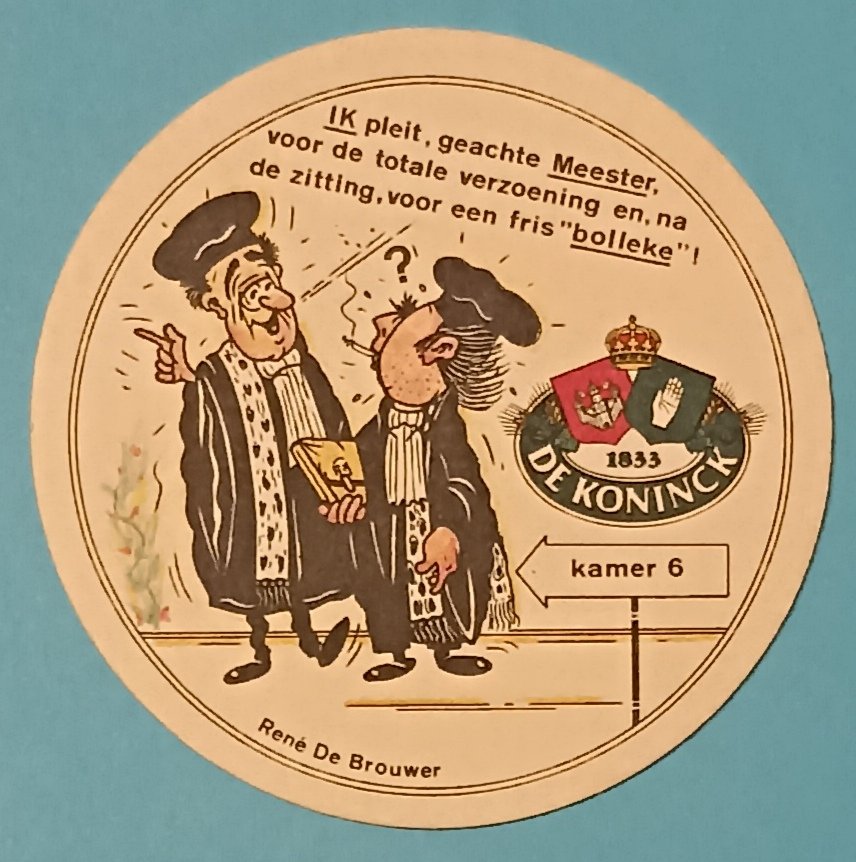 IK pleit, geachte Meester,
voor de totale verzoening en, na
de zitting, voor een fris "bolleke"!
?
1833
DE KONINCK
kamer 6
René De Brouwer